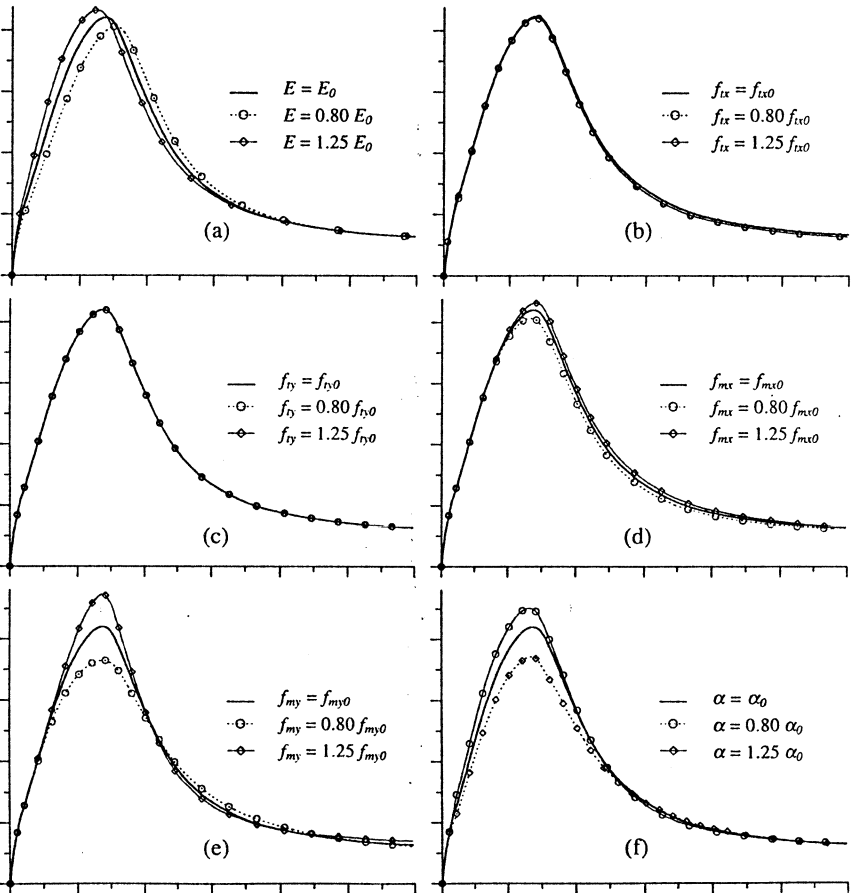 E = E0
E = 0.80 E0
E = 1.25 E0
(a)
ftx = ftx0
ftx = 0.80 ftx0
ftx = 1.25 ftx0
(b)
fty = fty0
fty = 0.80 fty0
fty = 1.25 fty0
(c)
fmx = fmx0
fmx = 0.80 fmx0
fmx = 1.25 fmx0
(d)
fmy = fmy0
fmy = 0.80 fmy0
fmy = 1.25 fmy0
(e)
α = α0
α = 0.80 α0
α = 1.25 α0
(f)